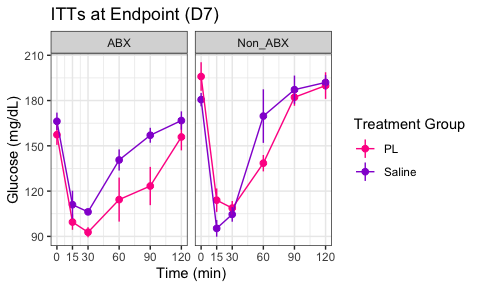 ITTs at Endpoint (D7)
ABX
Non_ABX
Glucose (mg/dL)
210
180
150
120
90
0 15 30 60 90 120
0 15 30 60 90 120
Time (min)
Treatment Group
PL
Saline